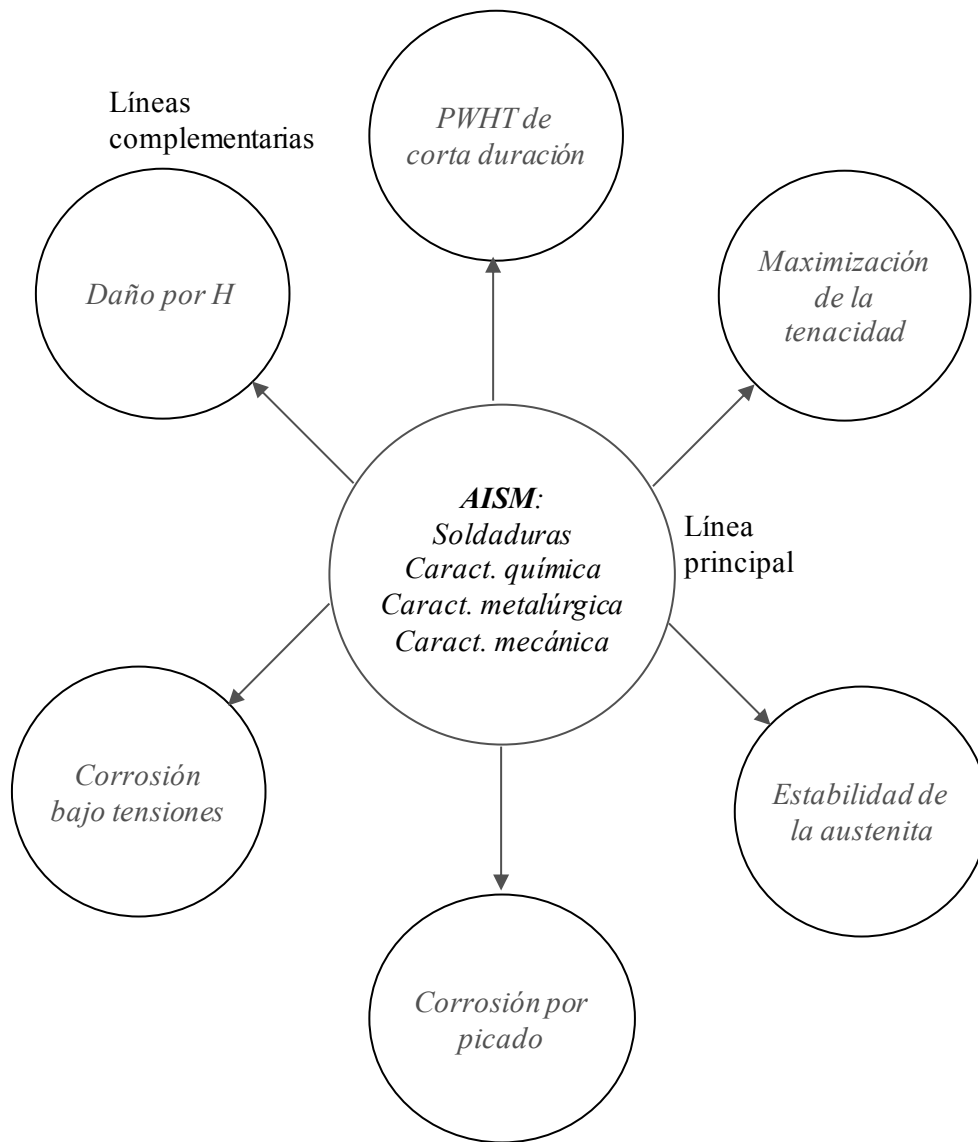 PWHT de
corta duración
Líneas
complementarias
Daño por H
Maximización
de la
tenacidad
AISM:
Soldaduras
Caract. química
Caract. metalúrgica
Caract. mecánica
Línea
principal
Corrosión
bajo tensiones
Estabilidad de
la austenita
Corrosión por
picado